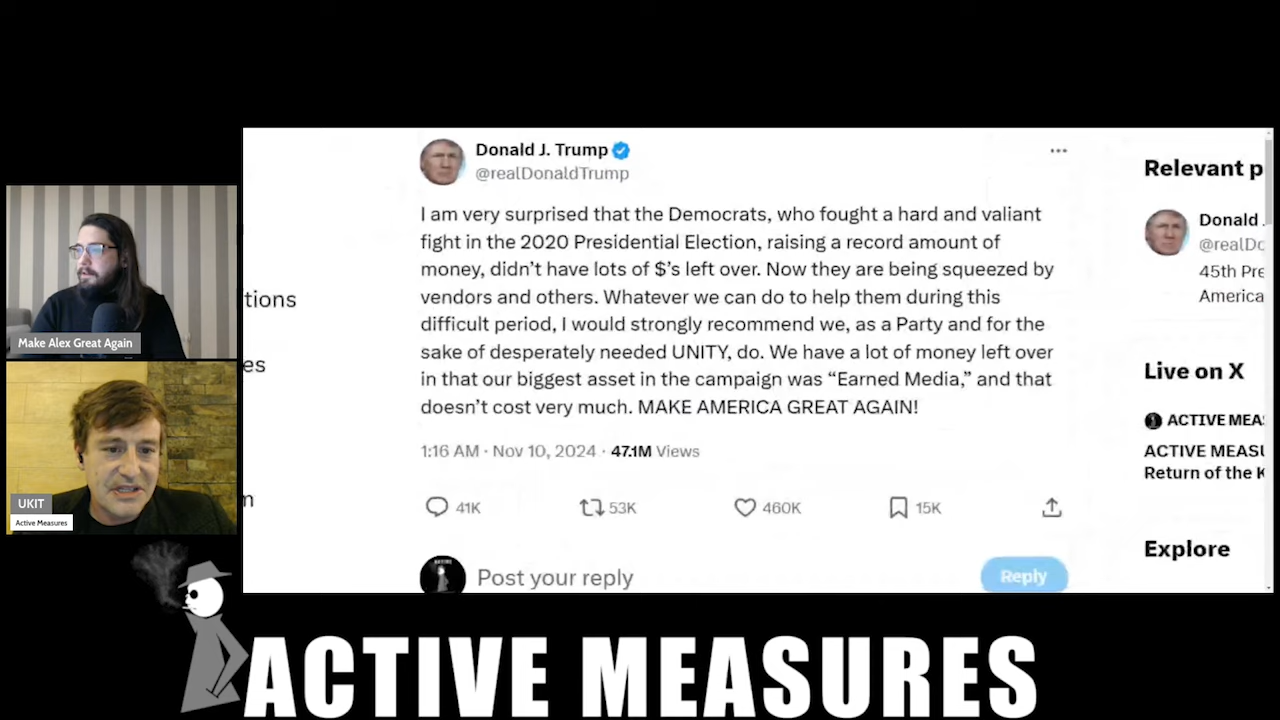 Donald J. Trump
@realDonaldTrump
I am very surprised that the Democrats, who fought a hard and valiant
fight in the 2020 Presidential Election, raising a record amount of
money, didn't have lots of $'s left over. Now they are being squeezed by
vendors and others. Whatever we can do to help them during this
difficult period, I would strongly recommend we, as a Party and for the
sake of desperately needed UNITY, do. We have a lot of money left over
in that our biggest asset in the campaign was “Earned Media,” and that
doesn't cost very much. MAKE AMERICA GREAT AGAIN!
1:16 AM · Nov 10, 2024 · 47.1M Views
41K 53K 460K 15K
Post your reply
Reply
tions
es
n
Relevant p
Donald J
@realDo
45th Pre
America
Live on X
ACTIVE MEA
ACTIVE MEASU
Return of the K
Explore
Make Alex Great Again
UKIT
Active Measures
ACTIVE MEASURES